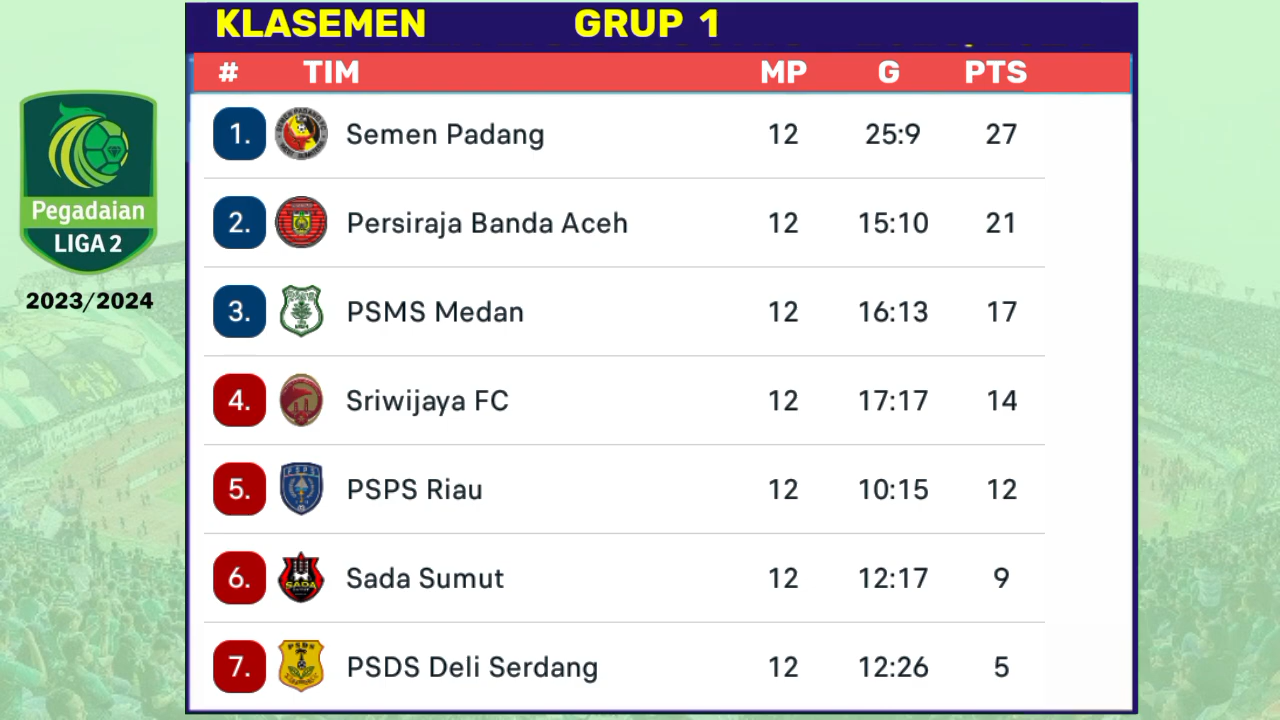 KLASEMEN GRUP 1
# TIM MP G PTS
1. Semen Padang 12 25:9 27
2. Persiraja Banda Aceh 12 15:10 21
3. PSMS Medan 12 16:13 17
4. Sriwijaya FC 12 17:17 14
5. PSPS Riau 12 10:15 12
6. SADA Sada Sumut 12 12:17 9
7. PSDS PSDS Deli Serdang 12 12:26 5
Pegadaian
LIGA 2
2023/2024